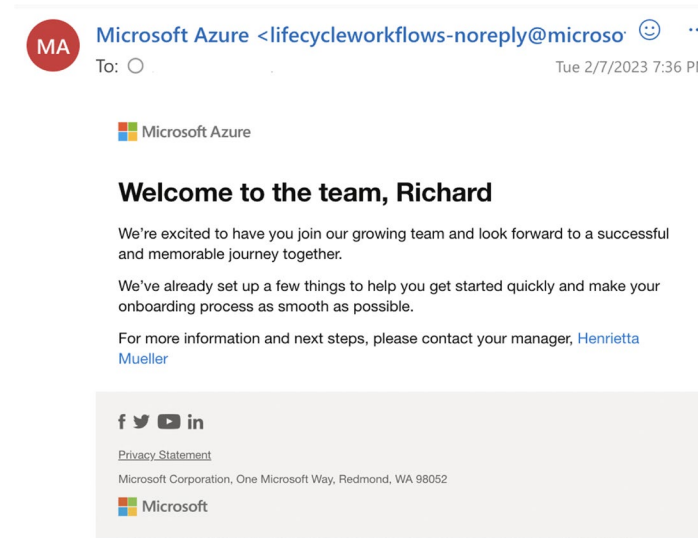 MA
Microsoft Azure <lifecycleworkflows-noreply@microso
To:
Tue 2/7/2023 7:36 P
Microsoft Azure
Welcome to the team, Richard
We're excited to have you join our growing team and look forward to a successful
and memorable journey together.
We've already set up a few things to help you get started quickly and make your
onboarding process as smooth as possible.
For more information and next steps, please contact your manager, Henrietta
Mueller
Privacy Statement
Microsoft Corporation, One Microsoft Way, Redmond, WA 98052
Microsoft